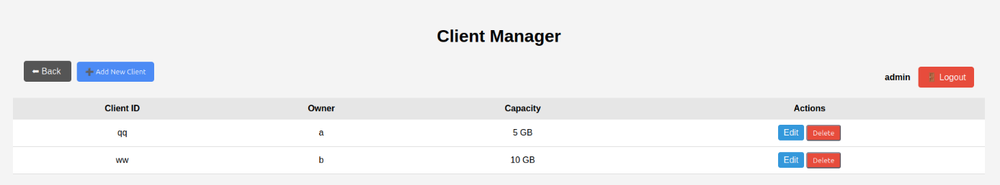 Client Manager
⬅ Back ➕ Add New Client
admin 🚪 Logout
Client ID Owner Capacity Actions
qq a 5 GB Edit Delete
ww b 10 GB Edit Delete